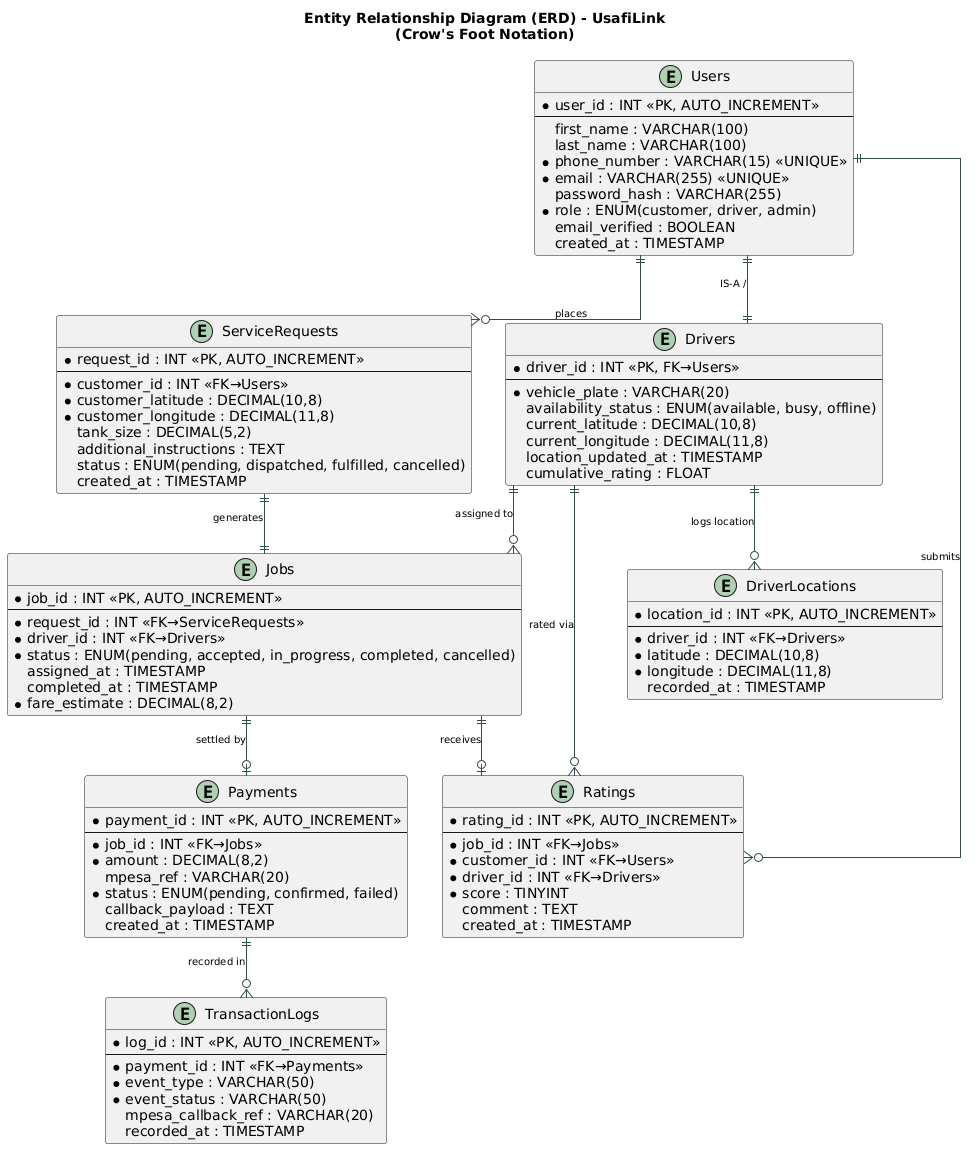 Entity Relationship Diagram (ERD) - UsafiLink
(Crow's Foot Notation)
E Users
user_id : INT «PK, AUTO_INCREMENT»
first_name : VARCHAR(100)
last_name : VARCHAR(100)
phone_number : VARCHAR(15) «UNIQUE»
email : VARCHAR(255) «UNIQUE»
password_hash : VARCHAR(255)
role : ENUM(customer, driver, admin)
email_verified : BOOLEAN
created_at : TIMESTAMP
IS-A /
places
E ServiceRequests
request_id : INT «PK, AUTO_INCREMENT»
customer_id : INT «FK→Users»
customer_latitude : DECIMAL(10,8)
customer_longitude : DECIMAL(11,8)
tank_size : DECIMAL(5,2)
additional_instructions : TEXT
status : ENUM(pending, dispatched, fulfilled, cancelled)
created_at : TIMESTAMP
E Drivers
driver_id : INT «PK, FK→Users»
vehicle_plate : VARCHAR(20)
availability_status : ENUM(available, busy, offline)
current_latitude : DECIMAL(10,8)
current_longitude : DECIMAL(11,8)
location_updated_at : TIMESTAMP
cumulative_rating : FLOAT
generates
assigned to
logs location
submits
E Jobs
job_id : INT «PK, AUTO_INCREMENT»
request_id : INT «FK→ServiceRequests»
driver_id : INT «FK→Drivers»
status : ENUM(pending, accepted, in_progress, completed, cancelled)
assigned_at : TIMESTAMP
completed_at : TIMESTAMP
fare_estimate : DECIMAL(8,2)
rated via
E DriverLocations
location_id : INT «PK, AUTO_INCREMENT»
driver_id : INT «FK→Drivers»
latitude : DECIMAL(10,8)
longitude : DECIMAL(11,8)
recorded_at : TIMESTAMP
settled by
receives
E Payments
payment_id : INT «PK, AUTO_INCREMENT»
job_id : INT «FK→Jobs»
amount : DECIMAL(8,2)
mpesa_ref : VARCHAR(20)
status : ENUM(pending, confirmed, failed)
callback_payload : TEXT
created_at : TIMESTAMP
E Ratings
rating_id : INT «PK, AUTO_INCREMENT»
job_id : INT «FK→Jobs»
customer_id : INT «FK→Users»
driver_id : INT «FK→Drivers»
score : TINYINT
comment : TEXT
created_at : TIMESTAMP
recorded in
E TransactionLogs
log_id : INT «PK, AUTO_INCREMENT»
payment_id : INT «FK→Payments»
event_type : VARCHAR(50)
event_status : VARCHAR(50)
mpesa_callback_ref : VARCHAR(20)
recorded_at : TIMESTAMP